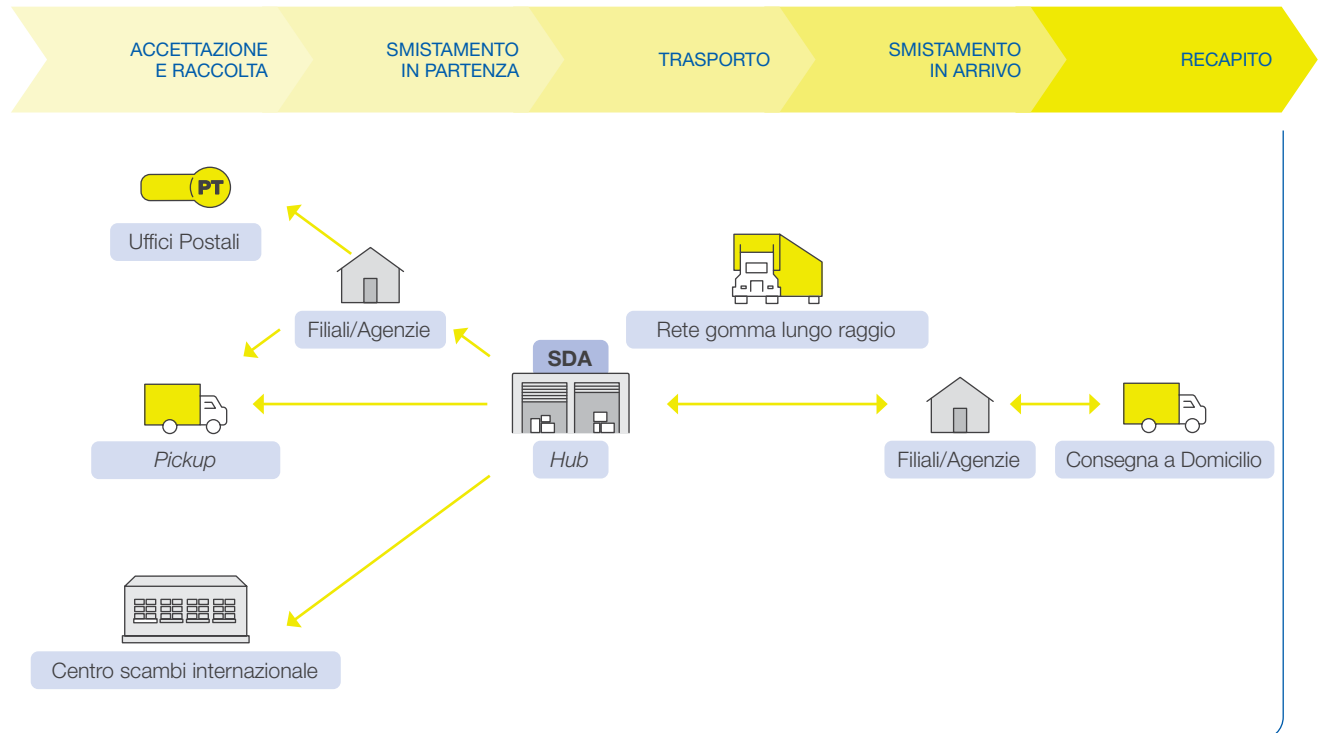 ACCETTAZIONE
E RACCOLTA
SMISTAMENTO
IN PARTENZA
TRASPORTO
SMISTAMENTO
IN ARRIVO
RECAPITO
PT
Uffici Postali
Filiali/Agenzie
Rete gomma lungo raggio
SDA
Pickup
Hub
Filiali/Agenzie
Consegna a Domicilio
Centro scambi internazionale